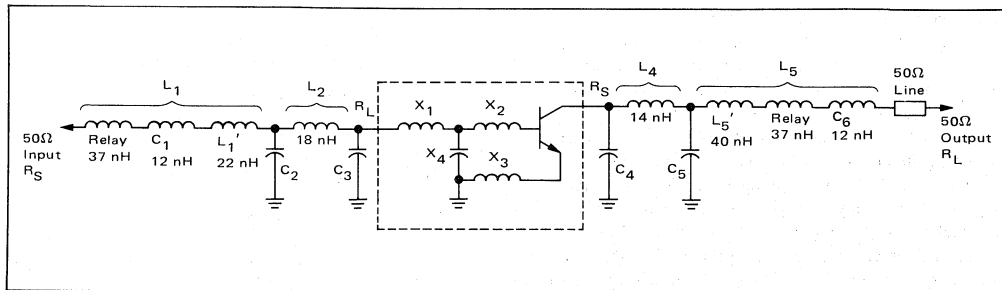 L1
L2
RL
X1
X2
X3
X4
RS
L4
L5
50Ω
Line
50Ω
Input
RS
Relay
37 nH
C1
12 nH
L1'
22 nH
C2
18 nH
C3
C4
14 nH
C5
L5'
40 nH
Relay
37 nH
C6
12 nH
50Ω
Output
RL